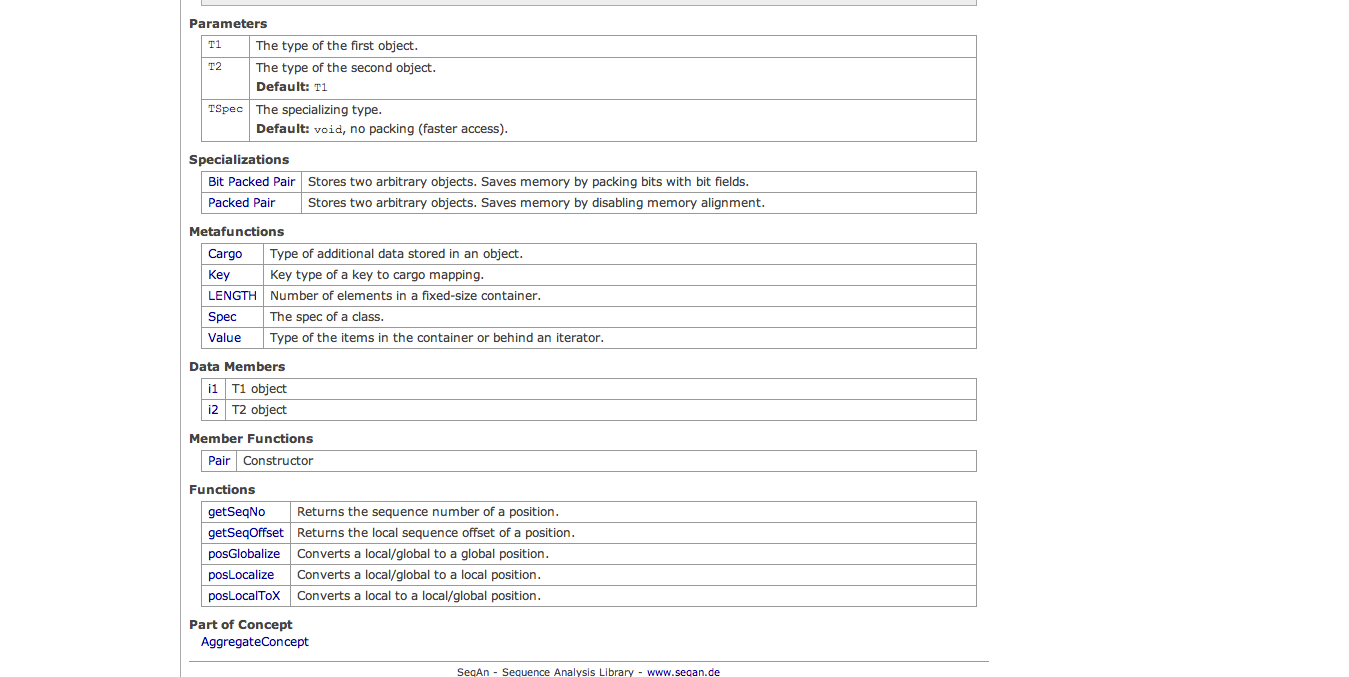 Parameters
T1 The type of the first object.
T2 The type of the second object.
Default: T1
TSpec The specializing type.
Default: void, no packing (faster access).
Specializations
Bit Packed Pair Stores two arbitrary objects. Saves memory by packing bits with bit fields.
Packed Pair Stores two arbitrary objects. Saves memory by disabling memory alignment.
Metafunctions
Cargo Type of additional data stored in an object.
Key Key type of a key to cargo mapping.
LENGTH Number of elements in a fixed-size container.
Spec The spec of a class.
Value Type of the items in the container or behind an iterator.
Data Members
i1 T1 object
i2 T2 object
Member Functions
Pair Constructor
Functions
getSeqNo Returns the sequence number of a position.
getSeqOffset Returns the local sequence offset of a position.
posGlobalize Converts a local/global to a global position.
posLocalize Converts a local/global to a local position.
posLocalToX Converts a local to a local/global position.
Part of Concept
AggregateConcept
SeqAn - Sequence Analysis Library - www.seqan.de